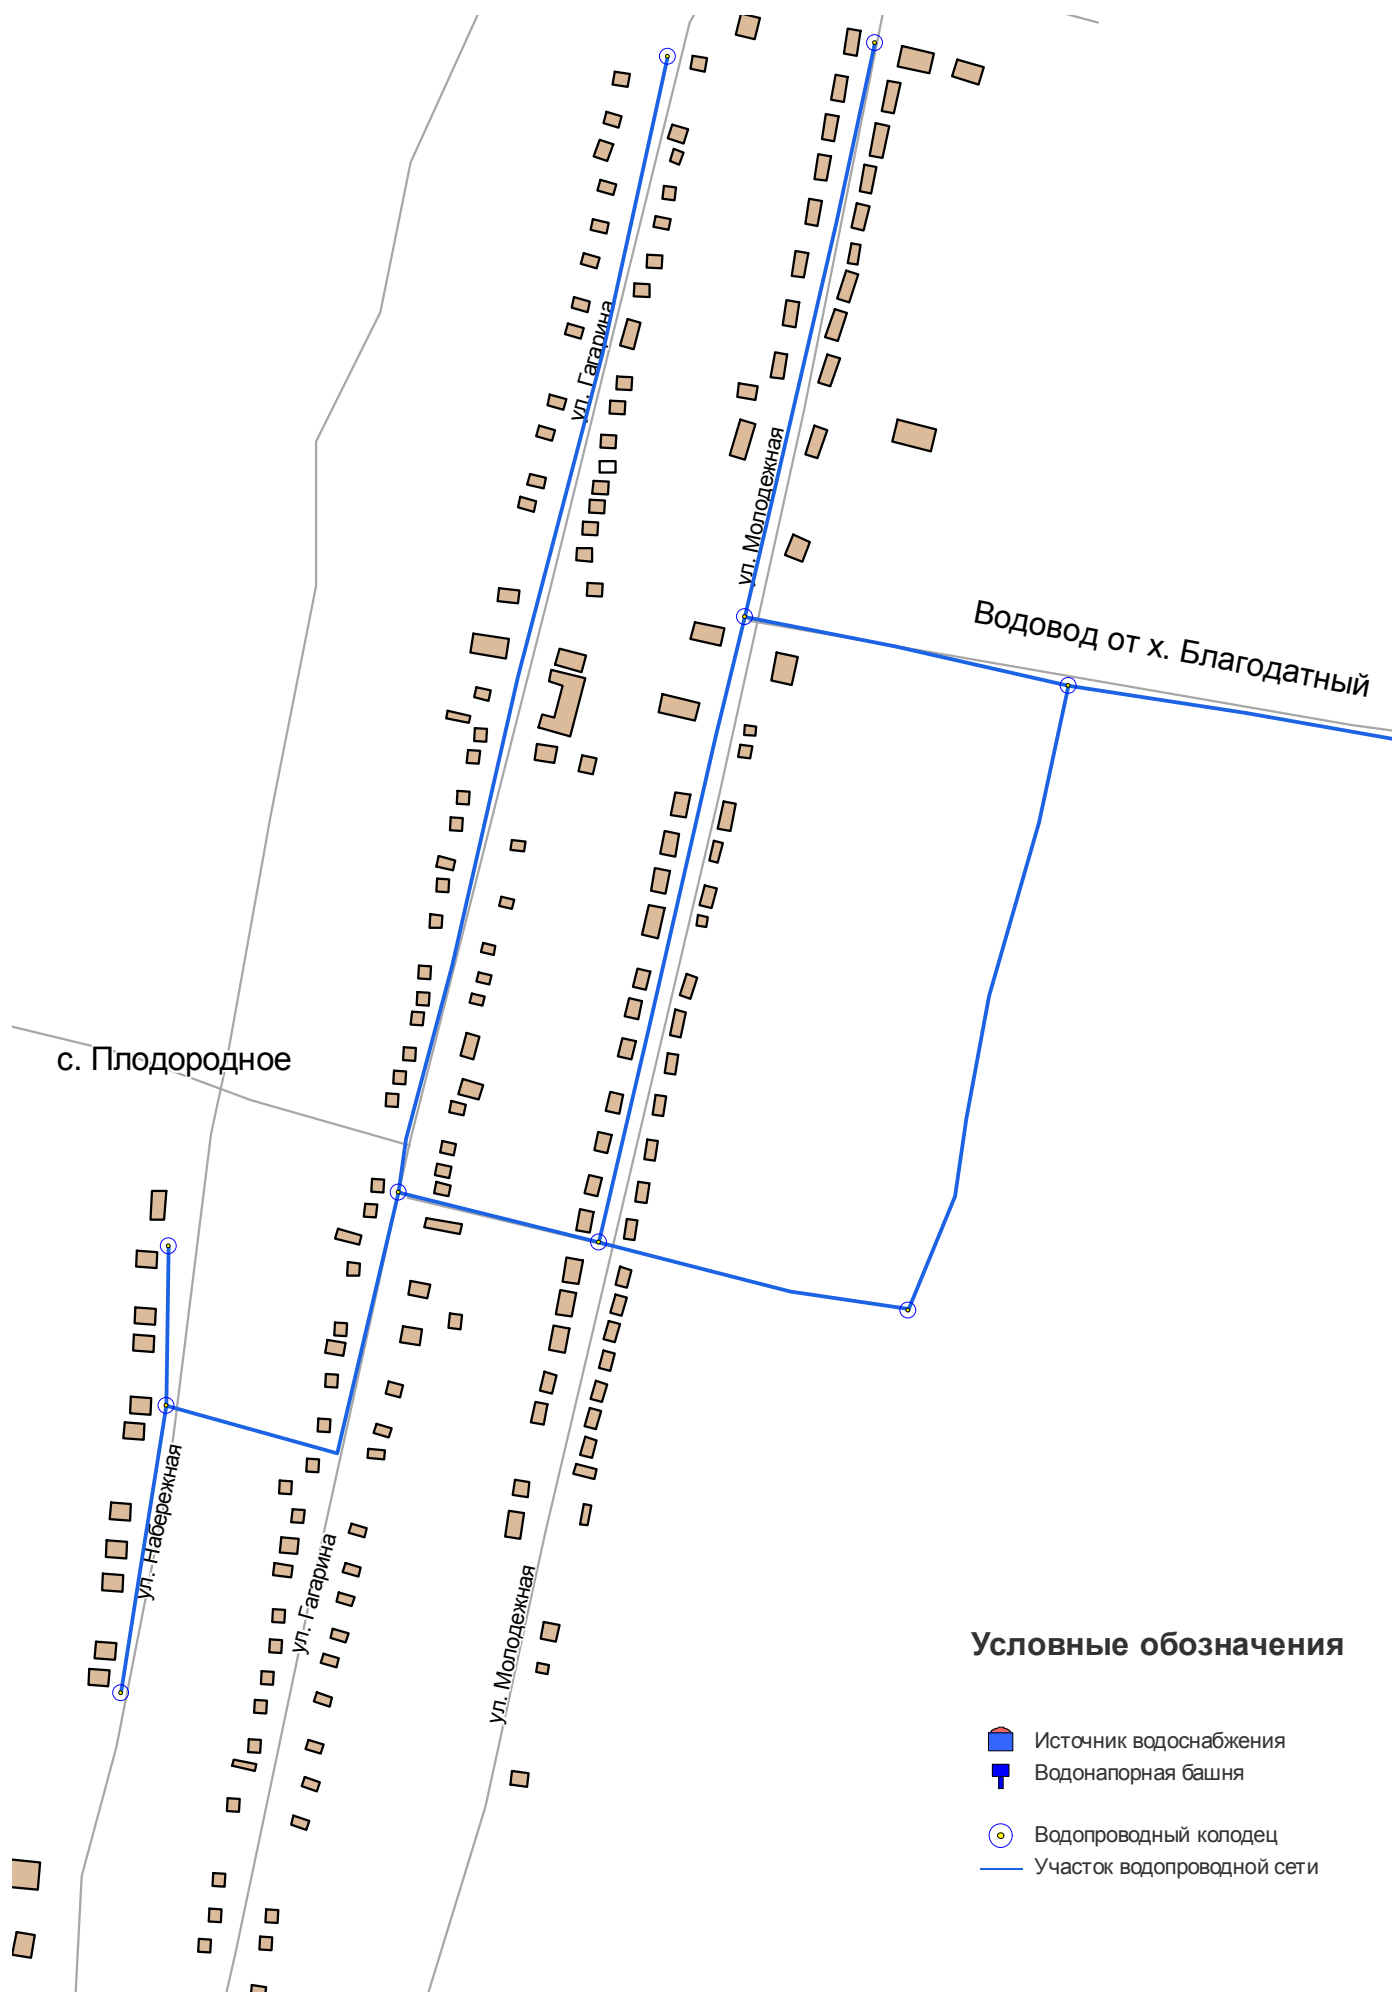 ул. Гагарина
ул. Молодежная
Водовод от х. Благодатный
с. Плодородное
ул. Набережная
ул. Гагарина
ул. Молодежная
Условные обозначения
Источник водоснабжения
Водонапорная башня
Водопроводный колодец
Участок водопроводной сети